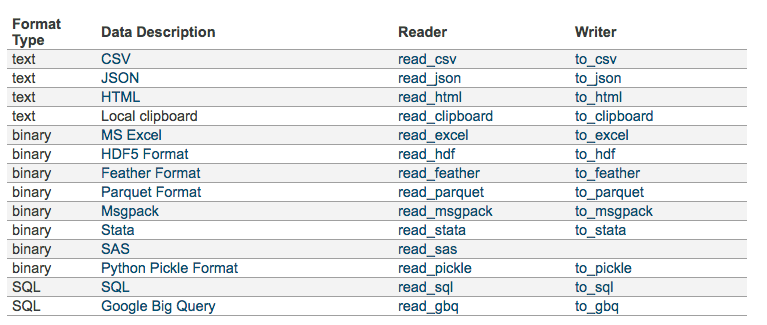 Format Type Data Description Reader Writer
text CSV read_csv to_csv
text JSON read_json to_json
text HTML read_html to_html
text Local clipboard read_clipboard to_clipboard
binary MS Excel read_excel to_excel
binary HDF5 Format read_hdf to_hdf
binary Feather Format read_feather to_feather
binary Parquet Format read_parquet to_parquet
binary Msgpack read_msgpack to_msgpack
binary Stata read_stata to_stata
binary SAS read_sas
binary Python Pickle Format read_pickle to_pickle
SQL SQL read_sql to_sql
SQL Google Big Query read_gbq to_gbq